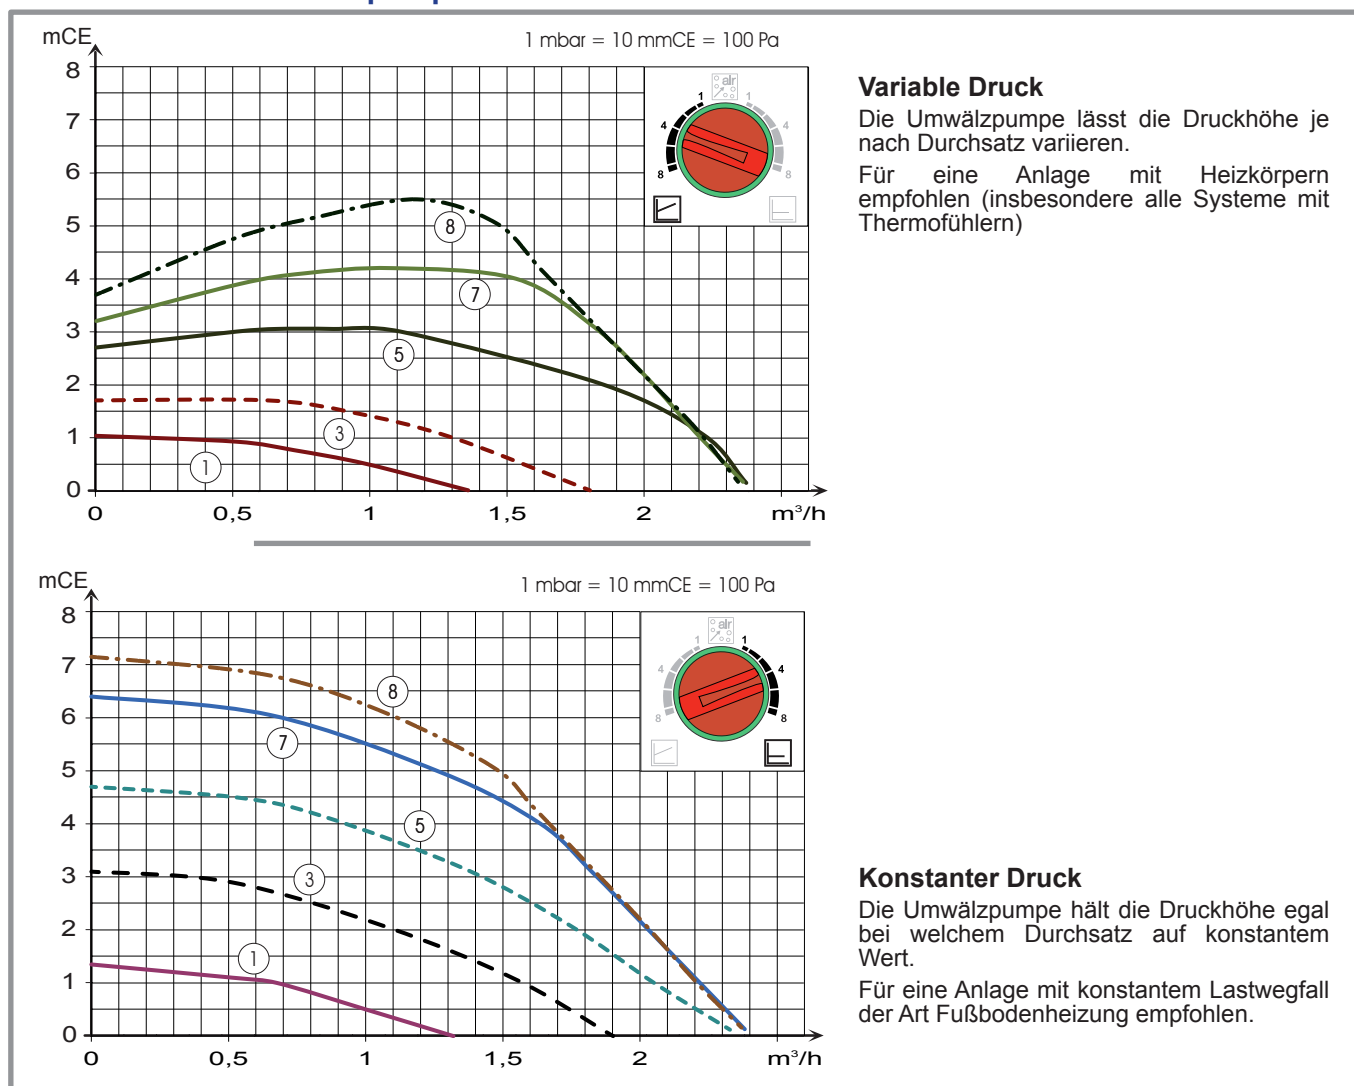 mCE
1 mbar = 10 mmCE = 100 Pa
8
7
6
5
4
3
2
1
0
0 0,5 1 1,5 2 m³/h
8
7
5
3
1
air
1 1
4 4
8 8
Variable Druck
Die Umwälzpumpe lässt die Druckhöhe je
nach Durchsatz variieren.
Für eine Anlage mit Heizkörpern
empfohlen (insbesondere alle Systeme mit
Thermofühlern)
mCE
1 mbar = 10 mmCE = 100 Pa
8
7
6
5
4
3
2
1
0
0 0,5 1 1,5 2 m³/h
8
7
5
3
1
air
1 1
4 4
8 8
Konstanter Druck
Die Umwälzpumpe hält die Druckhöhe egal
bei welchem Durchsatz auf konstantem
Wert.
Für eine Anlage mit konstantem Lastwegfall
der Art Fußbodenheizung empfohlen.